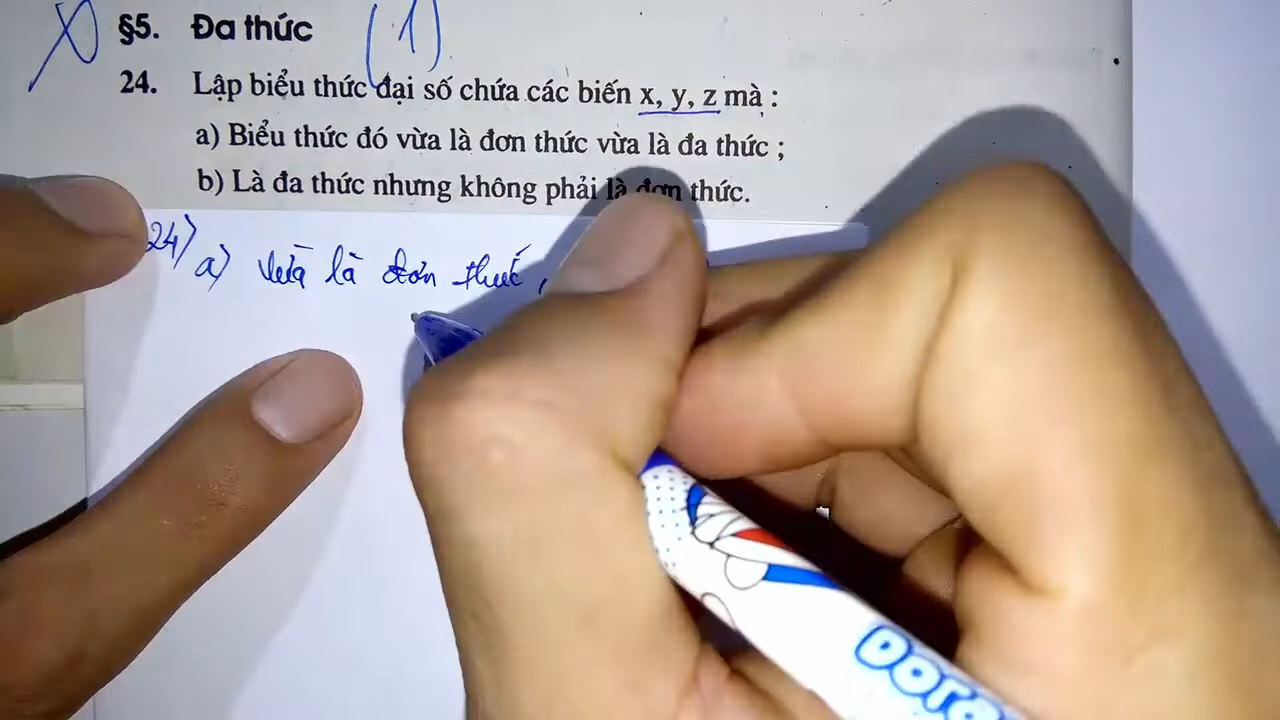 §5. Đa thức (1)
24. Lập biểu thức đại số chứa các biến x, y, z mà :
a) Biểu thức đó vừa là đơn thức vừa là đa thức ;
b) Là đa thức nhưng không phải là đơn thức.
24) a) vừa là đơn thức,
Dora